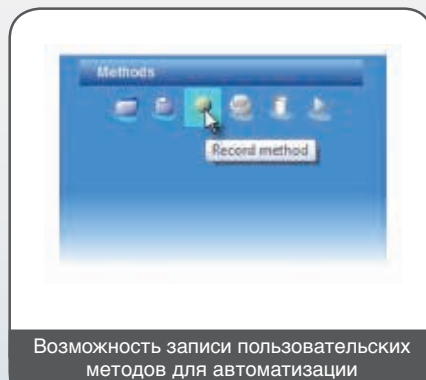 Methods
Record method
Возможность записи пользовательских
методов для автоматизации